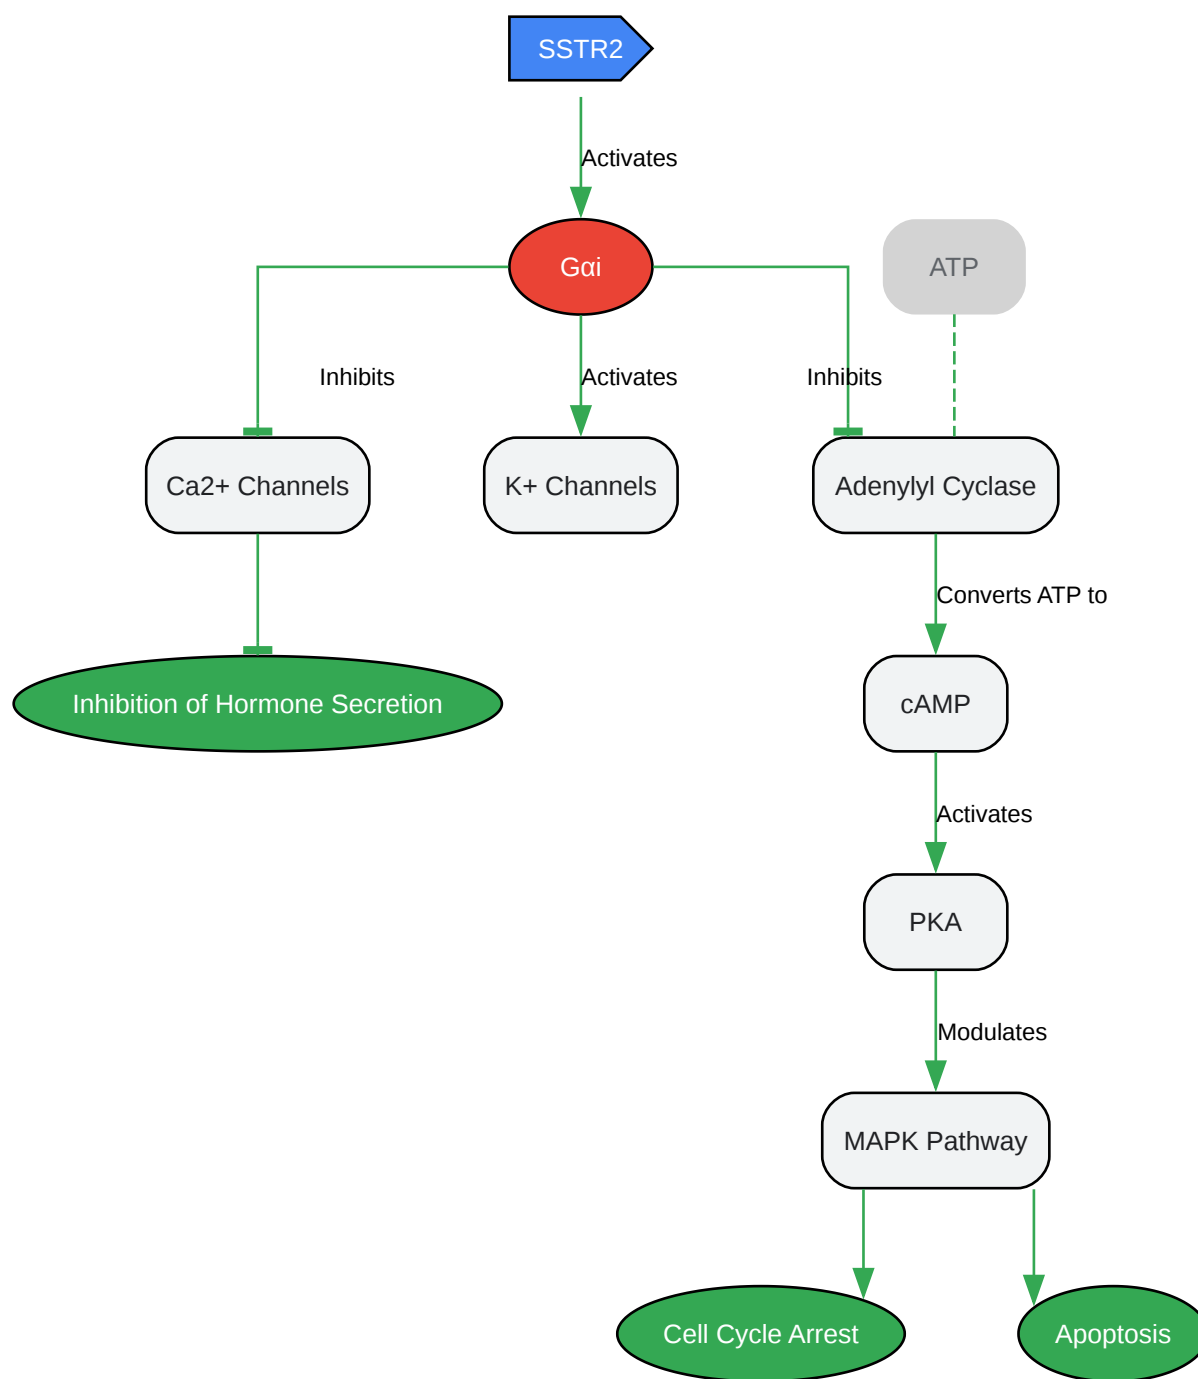 SSTR2
Activates
Gαi
ATP
Inhibits
Activates
Inhibits
Ca2+ Channels
K+ Channels
Adenylyl Cyclase
Converts ATP to
Inhibition of Hormone Secretion
cAMP
Activates
PKA
Modulates
MAPK Pathway
Cell Cycle Arrest
Apoptosis